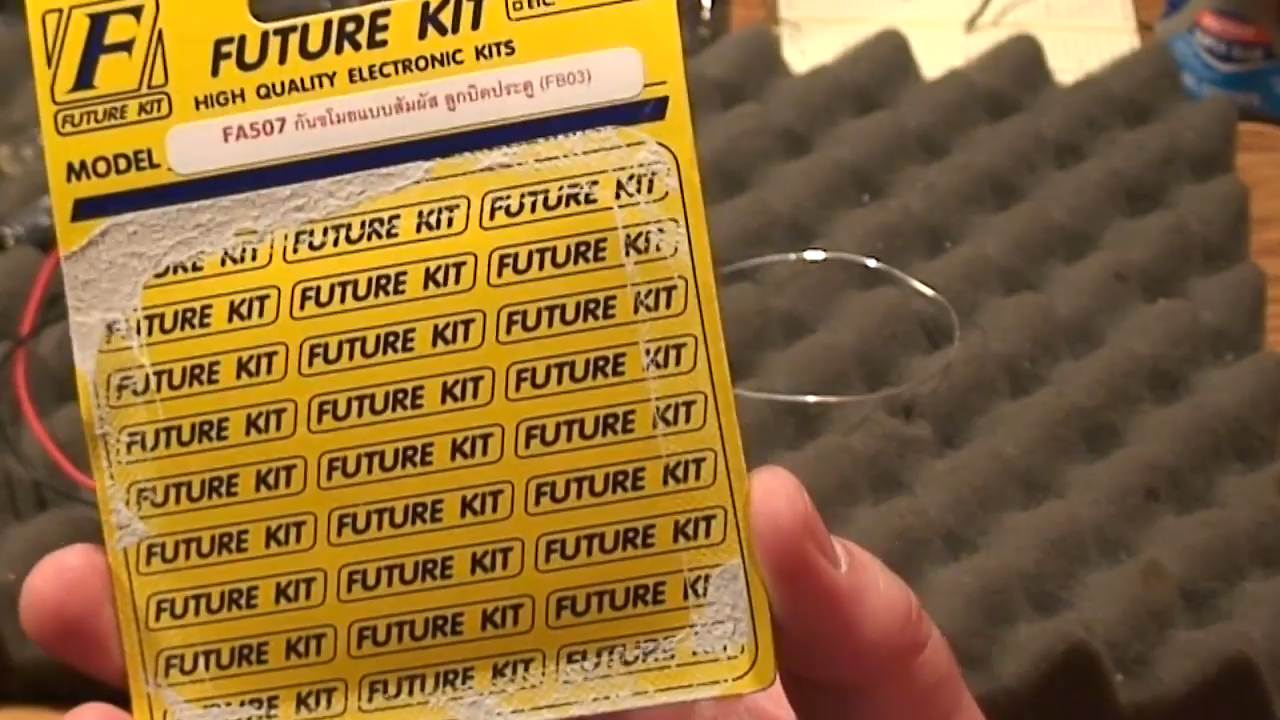 F
FUTURE KIT
FUTURE KIT
HIGH QUALITY ELECTRONIC KITS
MODEL FA507 กันขโมยแบบสัมผัส ลูกบิดประตู (FB03)
KIT FUTURE KIT FUTURE KIT
FUTURE KIT FUTURE KIT FUTURE KIT
FUTURE KIT FUTURE KIT FUTURE KIT
FUTURE KIT FUTURE KIT FUTURE KIT
FUTURE KIT FUTURE KIT FUTURE KIT
FUTURE KIT FUTURE KIT FUTURE KIT
FUTURE KIT FUTURE KIT FUTURE KIT
FUTURE KIT FUTURE KIT FUTURE KIT
KIT FUTURE KIT FUTURE